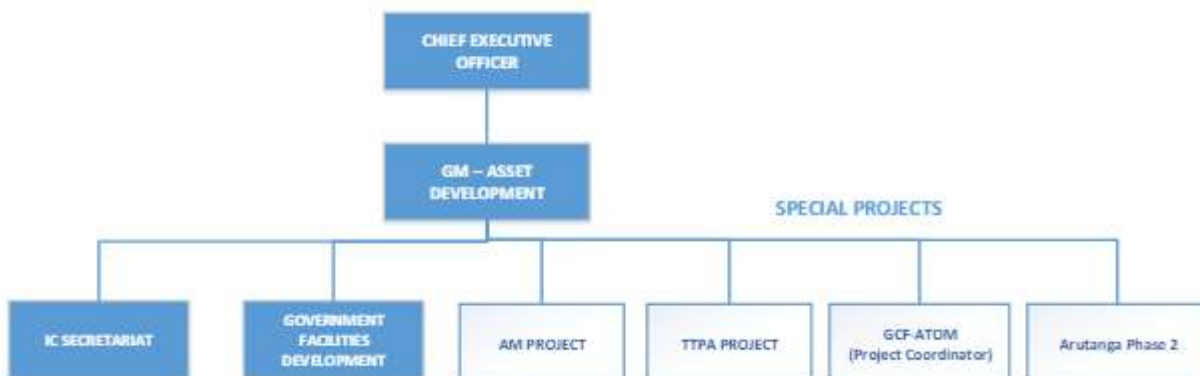 CHIEF EXECUTIVE
OFFICER
GM – ASSET
DEVELOPMENT
SPECIAL PROJECTS
IC SECRETARIAT
GOVERNMENT
FACILITIES
DEVELOPMENT
AM PROJECT
TTPA PROJECT
GCF-ATOM
(Project Coordinator)
Arutanga Phase 2